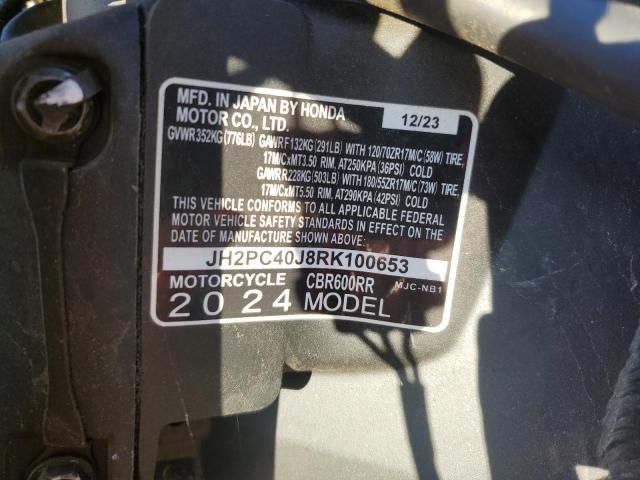 MFD. IN JAPAN BY HONDA
MOTOR CO., LTD.
12/23
GVWR352KG(776LB) GAWRF132KG(291LB) WITH 120/70ZR17M/C(58W) TIRE,
17M/CxMT3.50 RIM, AT250KPA(36PSI) COLD
GAWRR228KG(503LB) WITH 180/55ZR17M/C(73W) TIRE,
17M/CxMT5.50 RIM, AT290KPA(42PSI) COLD
THIS VEHICLE CONFORMS TO ALL APPLICABLE FEDERAL
MOTOR VEHICLE SAFETY STANDARDS IN EFFECT ON THE
DATE OF MANUFACTURE SHOWN ABOVE.
JH2PC40J8RK100653
MOTORCYCLE CBR600RR MJC-NB1
2024 MODEL